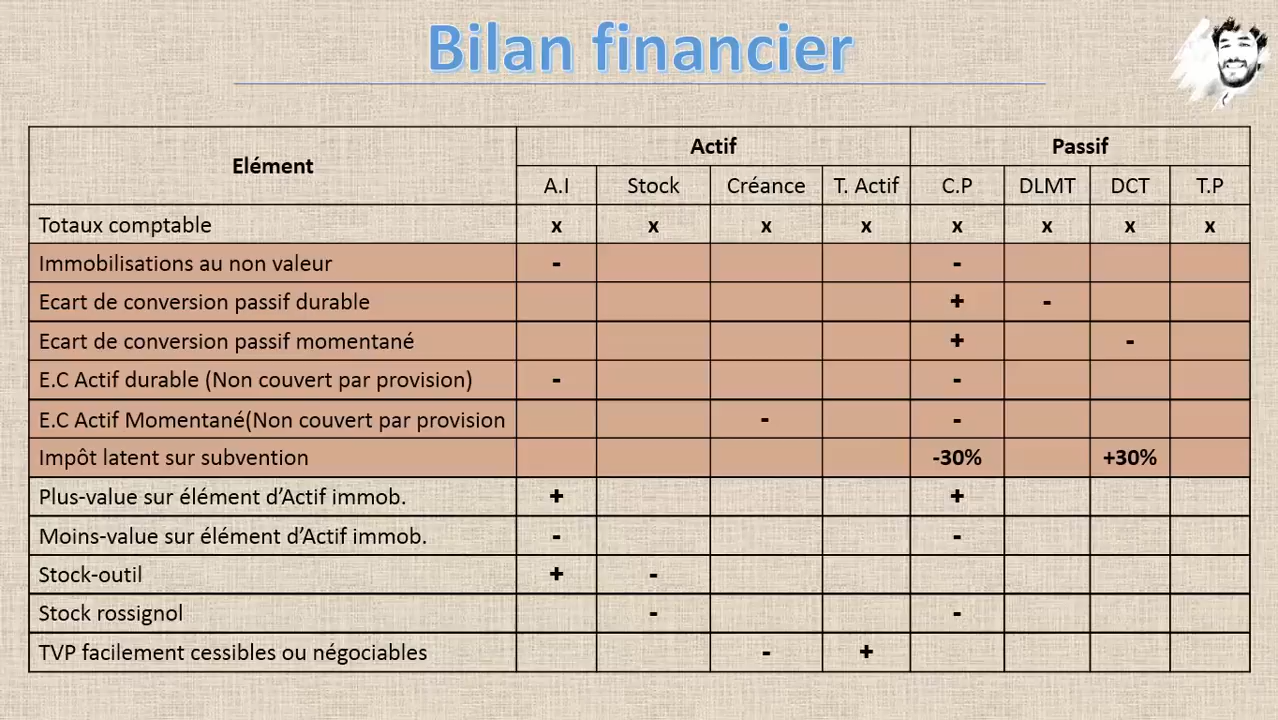 Bilan financier
Elément Actif Passif
A.I Stock Créance T. Actif C.P DLMT DCT T.P
Totaux comptable x x x x x x x x
Immobilisations au non valeur - -
Ecart de conversion passif durable + -
Ecart de conversion passif momentané + -
E.C Actif durable (Non couvert par provision) - -
E.C Actif Momentané(Non couvert par provision - -
Impôt latent sur subvention -30% +30%
Plus-value sur élément d’Actif immob. + +
Moins-value sur élément d’Actif immob. - -
Stock-outil + -
Stock rossignol - -
TVP facilement cessibles ou négociables - +